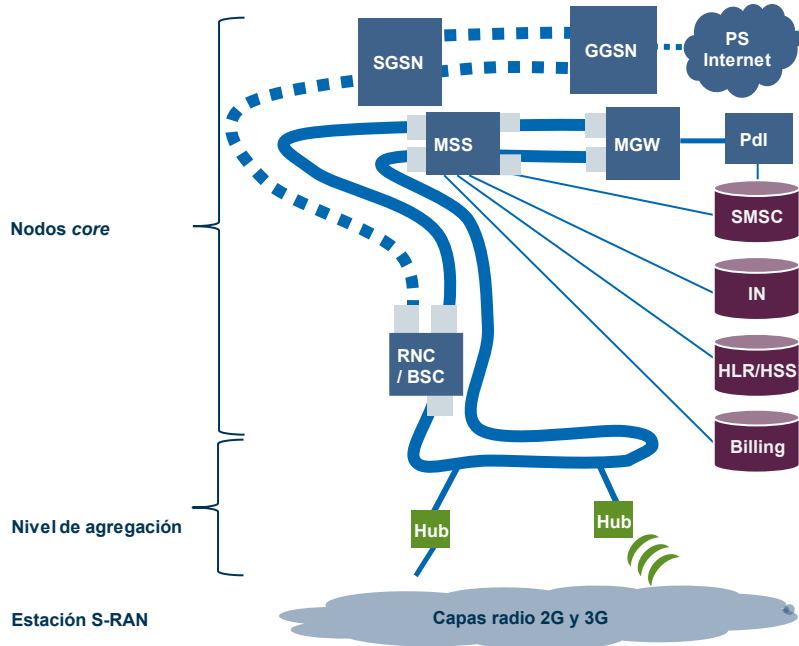 PS
Internet
SGSN
GGSN
MSS
MGW
PdI
SMSC
Nodos core
IN
RNC
/ BSC
HLR/HSS
Billing
Nivel de agregación
Hub
Hub
Estación S-RAN
Capas radio 2G y 3G